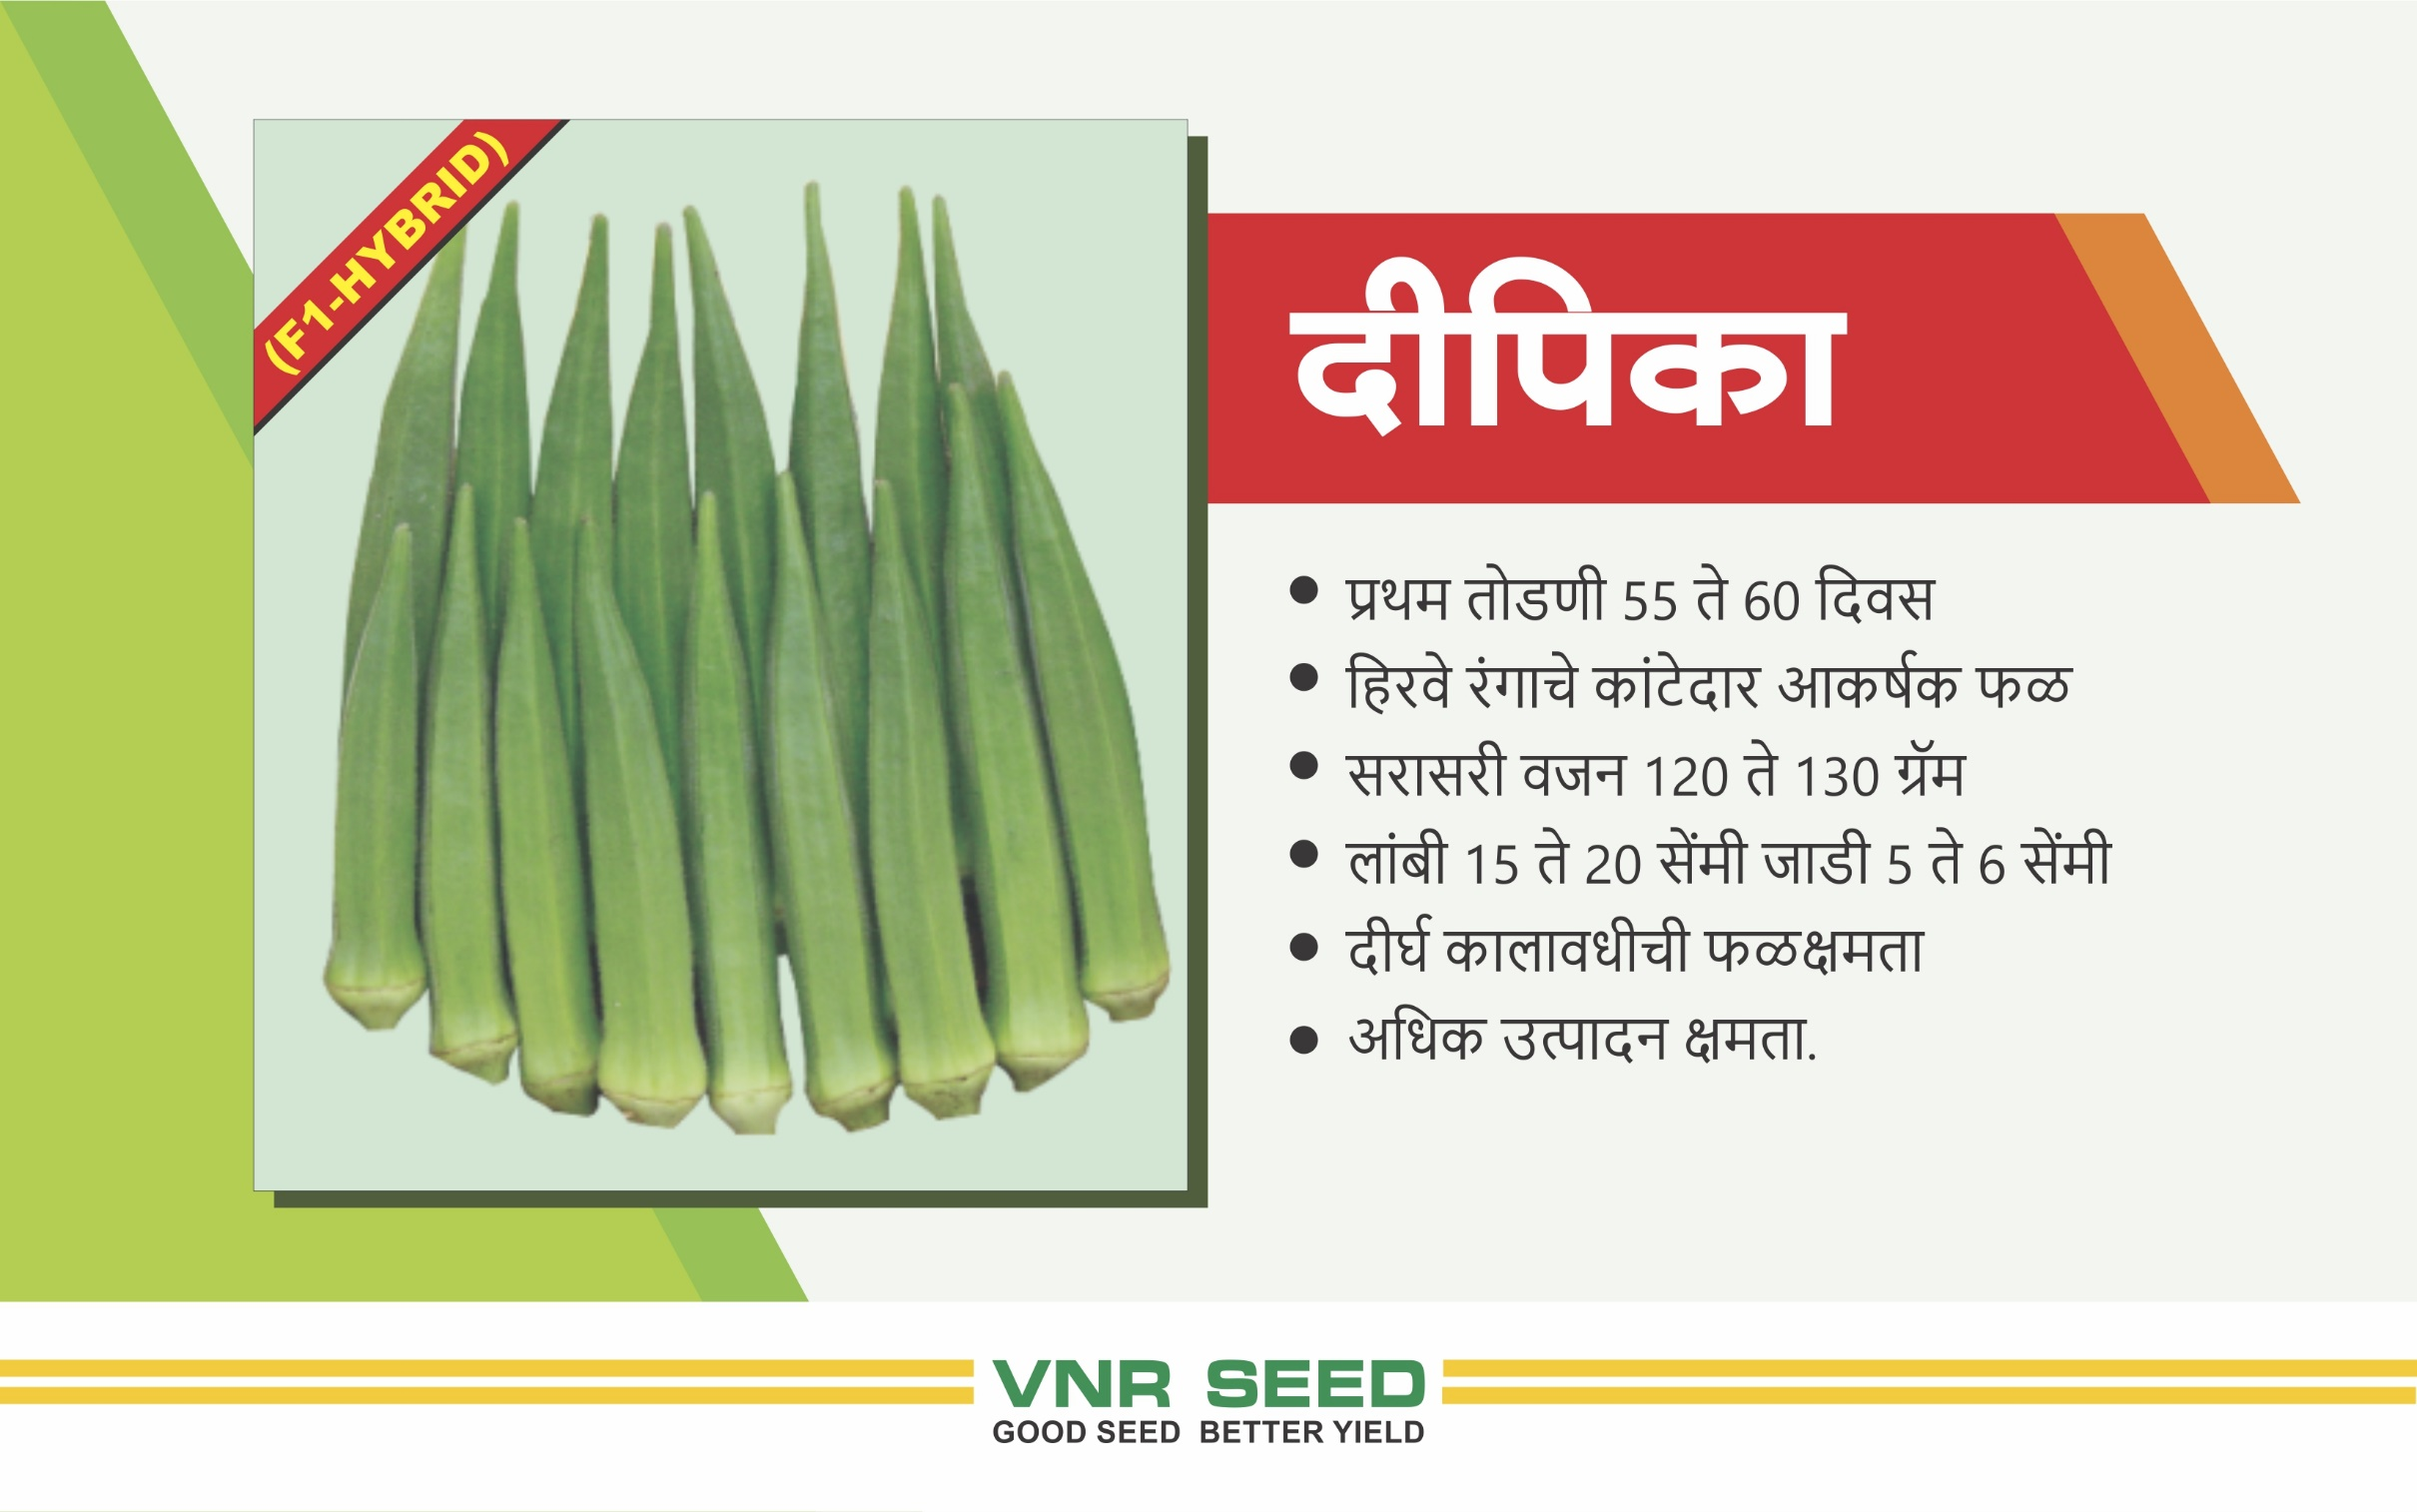 (F1-HYBRID)
दीपिका
● प्रथम तोडणी 55 ते 60 दिवस
● हिरवे रंगाचे कांटेदार आकर्षक फळ
● सरासरी वजन 120 ते 130 ग्रॅम
● लांबी 15 ते 20 सेंमी जाडी 5 ते 6 सेंमी
● दीर्घ कालावधीची फळक्षमता
● अधिक उत्पादन क्षमता.
VNR SEED
GOOD SEED BETTER YIELD